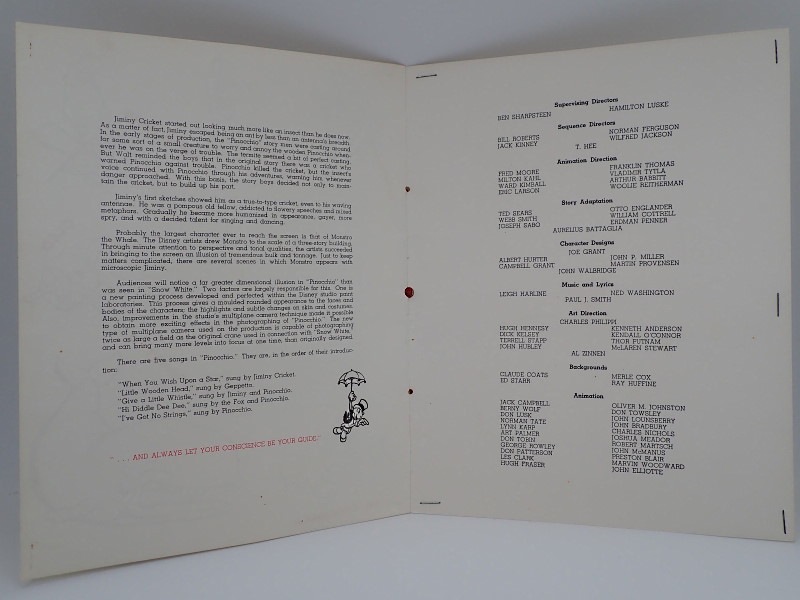 Jiminy Cricket started out looking much more like an insect than he does now.
As a matter of fact, Jiminy escaped being an ant by less than an antenna's breadth.
In the early stages of production, the "Pinocchio" story men were casting around
for some sort of a small creature to worry and annoy the wooden Pinocchio when-
ever he was on the verge of trouble. The termite seemed a bit of perfect casting.
But Walt reminded the boys that in the original story there was a cricket who
warned Pinocchio against trouble. Pinocchio killed the cricket, but the insect's
voice continued with Pinocchio through his adventures, warning him whenever
danger approached. With this basis, the story boys decided not only to main-
tain the cricket, but to build up his part.
Jiminy's first sketches showed him as a true-to-type cricket, even to his waving
antennae. He was a pompous old fellow, addicted to flowery speeches and mixed
metaphors. Gradually he became more humanized in appearance, gayer, more
spry, and with a decided talent for singing and dancing.
Probably the largest character ever to reach the screen is that of Monstro
the Whale. The Disney artists drew Monstro to the scale of a three-story building.
Through minute attention to perspective and tonal qualities, the artists succeeded
in bringing to the screen an illusion of tremendous bulk and tonnage. Just to keep
matters complicated, there are several scenes in which Monstro appears with
microscopic Jiminy.
Audiences will notice a far greater dimensional illusion in "Pinocchio" than
was seen in "Snow White." Two factors are largely responsible for this. One is
a new painting process developed and perfected within the Disney studio paint
laboratories. This process gives a moulded rounded appearance to the faces and
bodies of the characters; the highlights and subtle changes on skin and costumes.
Also, improvements in the studio's multiplane camera technique made it possible
to obtain more exciting effects in the photographing of "Pinocchio." The new
type of multiplane camera used on the production is capable of photographing
twice as large a field as the original crane used in connection with "Snow White,"
and can bring many more levels into focus at one time, than originally designed.
There are five songs in "Pinocchio." They are, in the order of their introduc-
tion:
"When You Wish Upon a Star," sung by Jiminy Cricket.
"Little Wooden Head," sung by Geppetto.
"Give a Little Whistle," sung by Jiminy and Pinocchio.
"Hi Diddle Dee Dee," sung by the Fox and Pinocchio.
"I've Got No Strings," sung by Pinocchio.
". . . AND ALWAYS LET YOUR CONSCIENCE BE YOUR GUIDE."
Supervising Directors
BEN SHARPSTEEN HAMILTON LUSKE
Sequence Directors
BILL ROBERTS NORMAN FERGUSON
JACK KINNEY WILFRED JACKSON
T. HEE
Animation Direction
FRED MOORE FRANKLIN THOMAS
MILTON KAHL VLADIMIR TYTLA
WARD KIMBALL ARTHUR BABBITT
ERIC LARSON WOOLIE REITHERMAN
Story Adaptation
TED SEARS OTTO ENGLANDER
WEBB SMITH WILLIAM COTTRELL
JOSEPH SABO ERDMAN PENNER
AURELIUS BATTAGLIA
Character Designs
JOE GRANT
ALBERT HURTER JOHN P. MILLER
CAMPBELL GRANT MARTIN PROVENSEN
JOHN WALBRIDGE
Music and Lyrics
LEIGH HARLINE NED WASHINGTON
PAUL J. SMITH
Art Direction
CHARLES PHILIPPI
HUGH HENNESY KENNETH ANDERSON
DICK KELSEY KENDALL O'CONNOR
TERRELL STAPP THOR PUTNAM
JOHN HUBLEY McLAREN STEWART
AL ZINNEN
Backgrounds
CLAUDE COATS MERLE COX
ED STARR RAY HUFFINE
Animation
JACK CAMPBELL OLIVER M. JOHNSTON
BERNY WOLF DON TOWSLEY
DON LUSK JOHN LOUNSBERRY
NORMAN TATE JOHN BRADBURY
LYNN KARP CHARLES NICHOLS
ART PALMER JOSHUA MEADOR
DON TOBIN ROBERT MARTSCH
GEORGE ROWLEY JOHN McMANUS
DON PATTERSON PRESTON BLAIR
LES CLARK MARVIN WOODWARD
HUGH FRASER JOHN ELLIOTTE